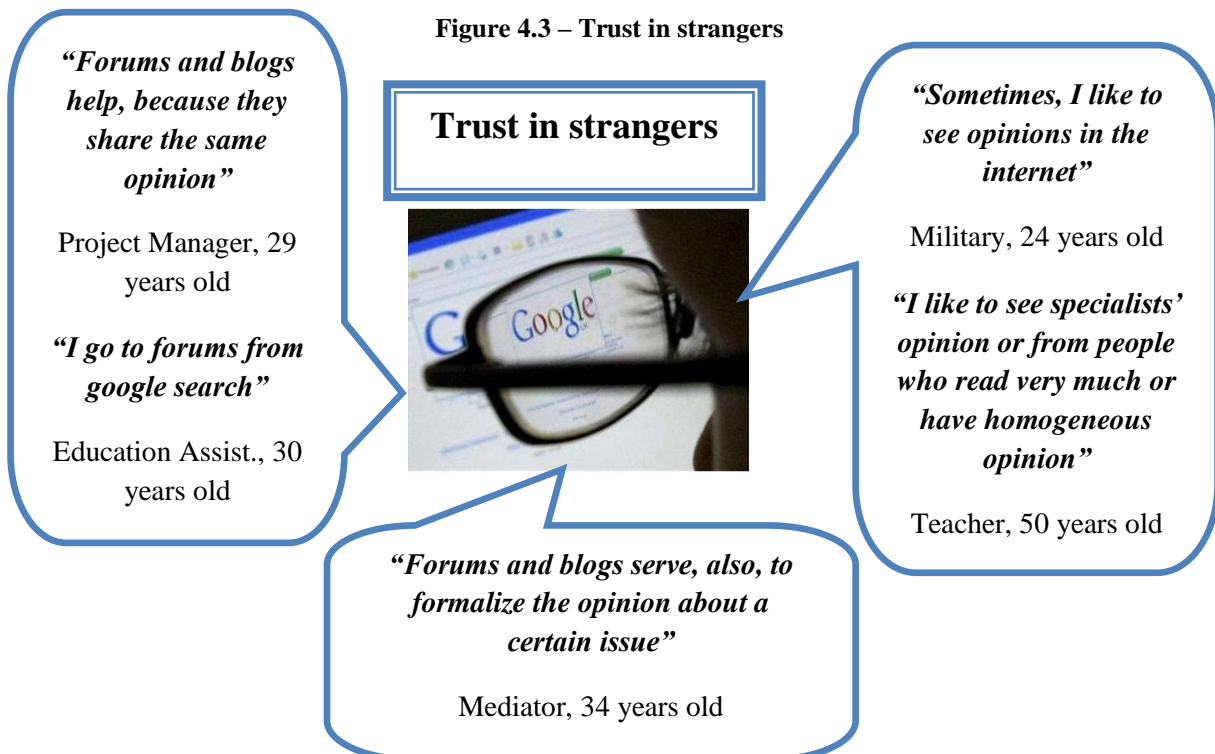 Figure 4.3 – Trust in strangers
“Forums and blogs
help, because they
share the same
opinion”
Project Manager, 29
years old
“I go to forums from
google search”
Education Assist., 30
years old
Trust in strangers
G
Google
“Sometimes, I like to
see opinions in the
internet”
Military, 24 years old
“I like to see specialists’
opinion or from people
who read very much or
have homogeneous
opinion”
Teacher, 50 years old
“Forums and blogs serve, also, to
formalize the opinion about a
certain issue”
Mediator, 34 years old